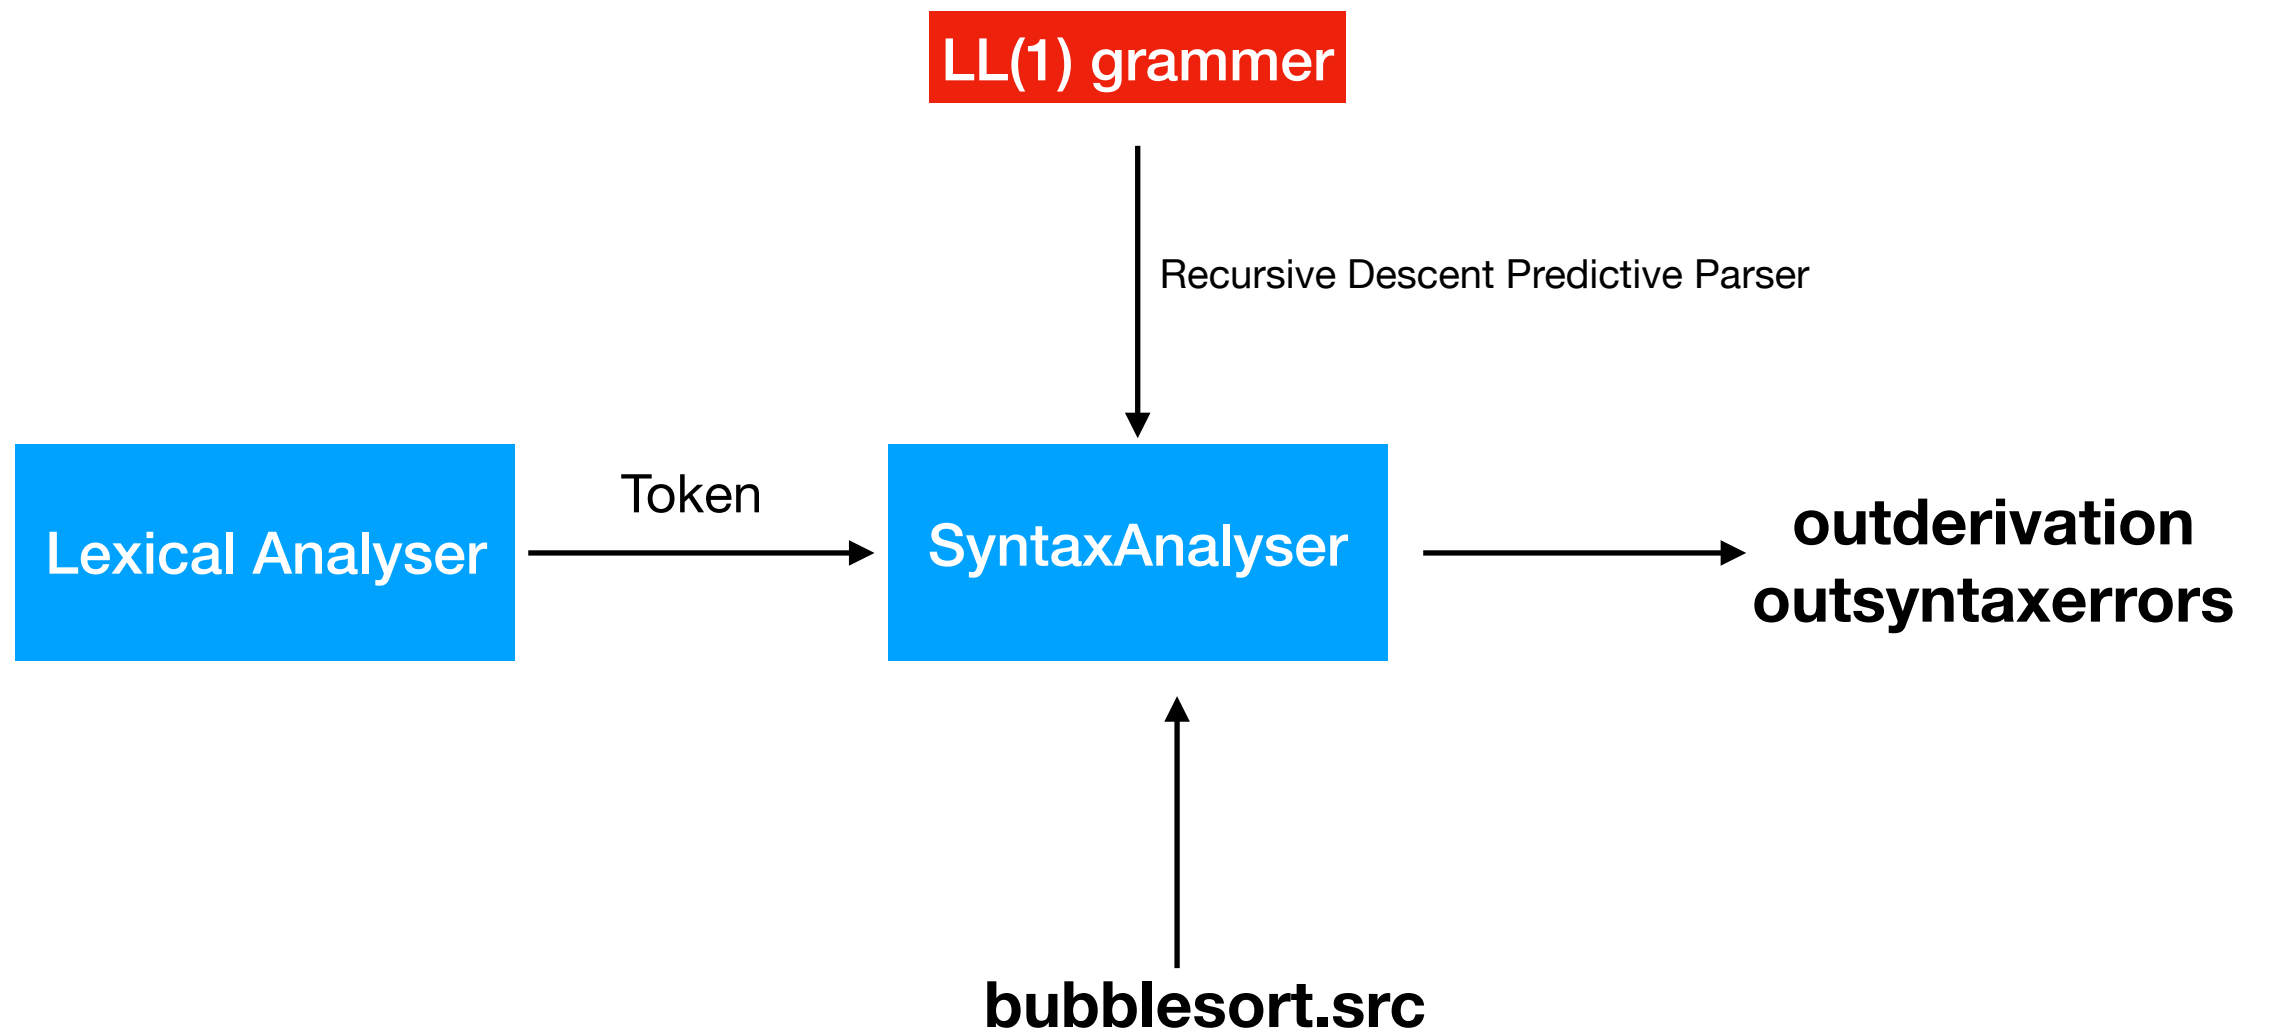 LL(1) grammer
Recursive Descent Predictive Parser
Lexical Analyser
Token
SyntaxAnalyser
outderivation
outsyntaxerrors
bubblesort.src